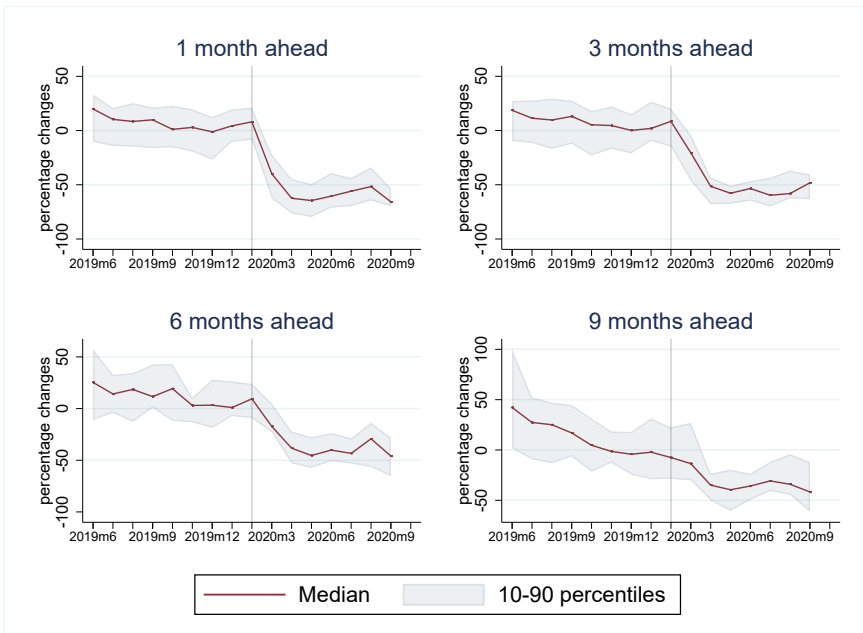 1 month ahead
percentage changes
50
0
-50
-100
2019m6 2019m9 2019m12 2020m3 2020m6 2020m9
3 months ahead
percentage changes
50
0
-50
-100
2019m6 2019m9 2019m12 2020m3 2020m6 2020m9
6 months ahead
percentage changes
50
0
-50
-100
2019m6 2019m9 2019m12 2020m3 2020m6 2020m9
9 months ahead
percentage changes
100
50
0
-50
2019m6 2019m9 2019m12 2020m3 2020m6 2020m9
Median 10-90 percentiles